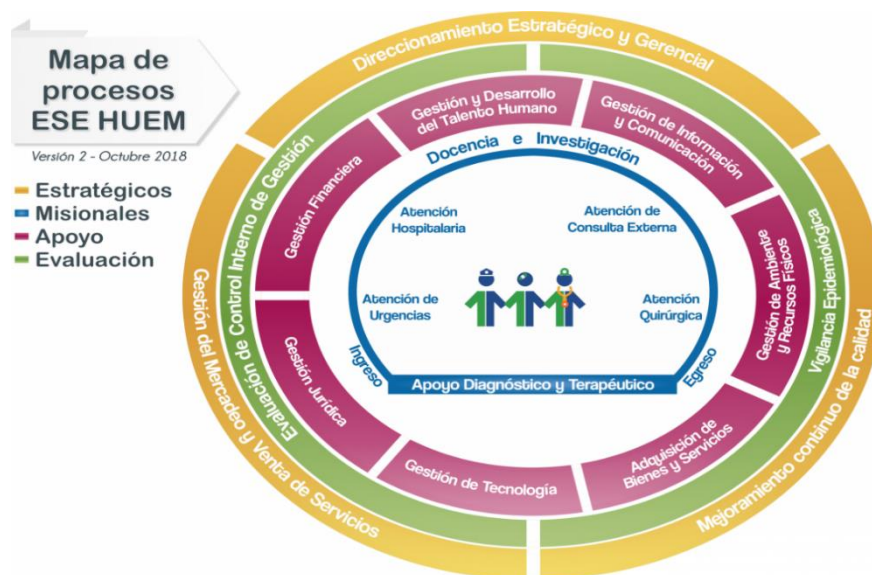 Mapa de
procesos
ESE HUEM
Versión 2 - Octubre 2018
Estratégicos
Misionales
Apoyo
Evaluación
Direccionamiento Estratégico y Gerencial
Gestión del Mercadeo y Venta de Servicios
Mejoramiento continuo de la calidad
Evaluación de Control Interno de Gestión
Vigilancia Epidemiológica
Gestión y Desarrollo
del Talento Humano
Gestión de Información
y Comunicación
Gestión Financiera
Gestión de Ambiente
y Recursos Físicos
Gestión Jurídica
Gestión de Tecnología
Adquisición de
Bienes y Servicios
Docencia e Investigación
Atención
Hospitalaria
Atención de
Consulta Externa
Atención de
Urgencias
Atención
Quirúrgica
Ingreso
Egreso
Apoyo Diagnóstico y Terapéutico